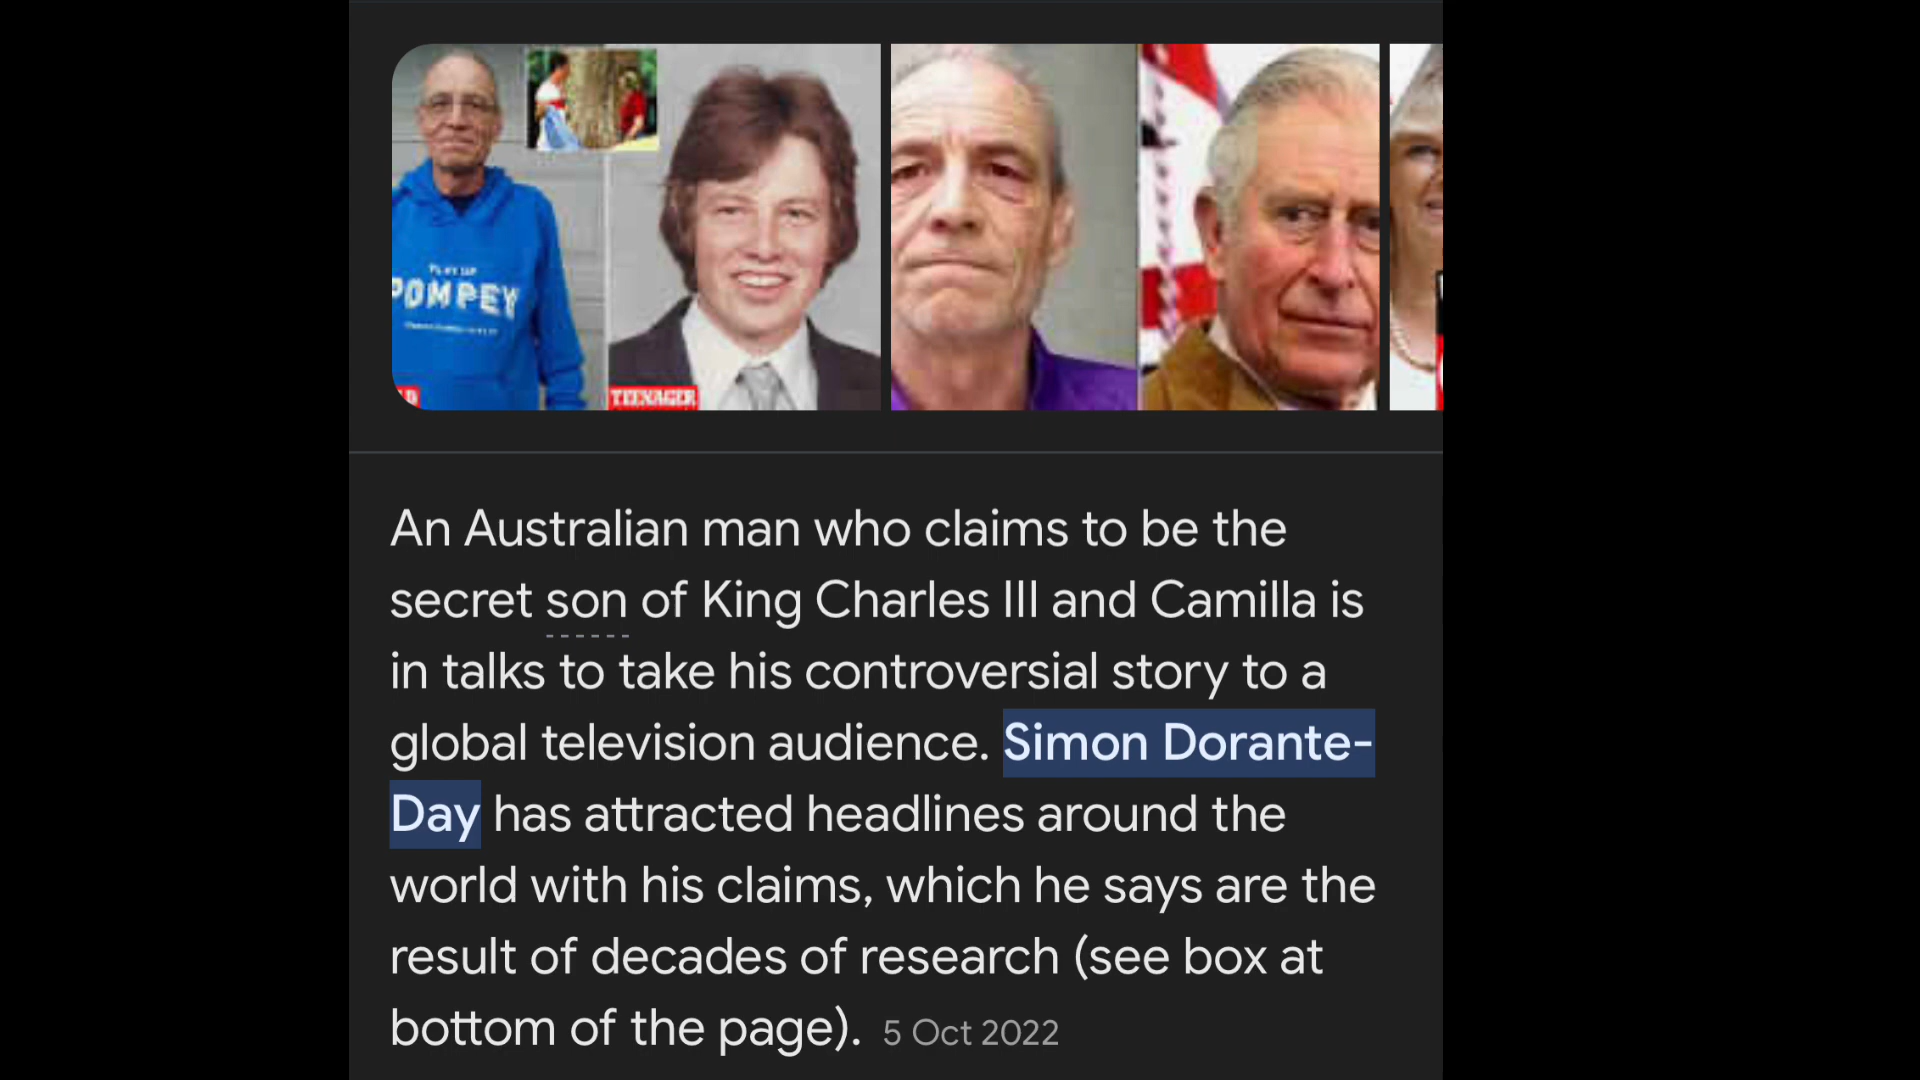 PLAY UP
POMPEY
TEENAGER
An Australian man who claims to be the
secret son of King Charles III and Camilla is
in talks to take his controversial story to a
global television audience. Simon Dorante-
Day has attracted headlines around the
world with his claims, which he says are the
result of decades of research (see box at
bottom of the page). 5 Oct 2022